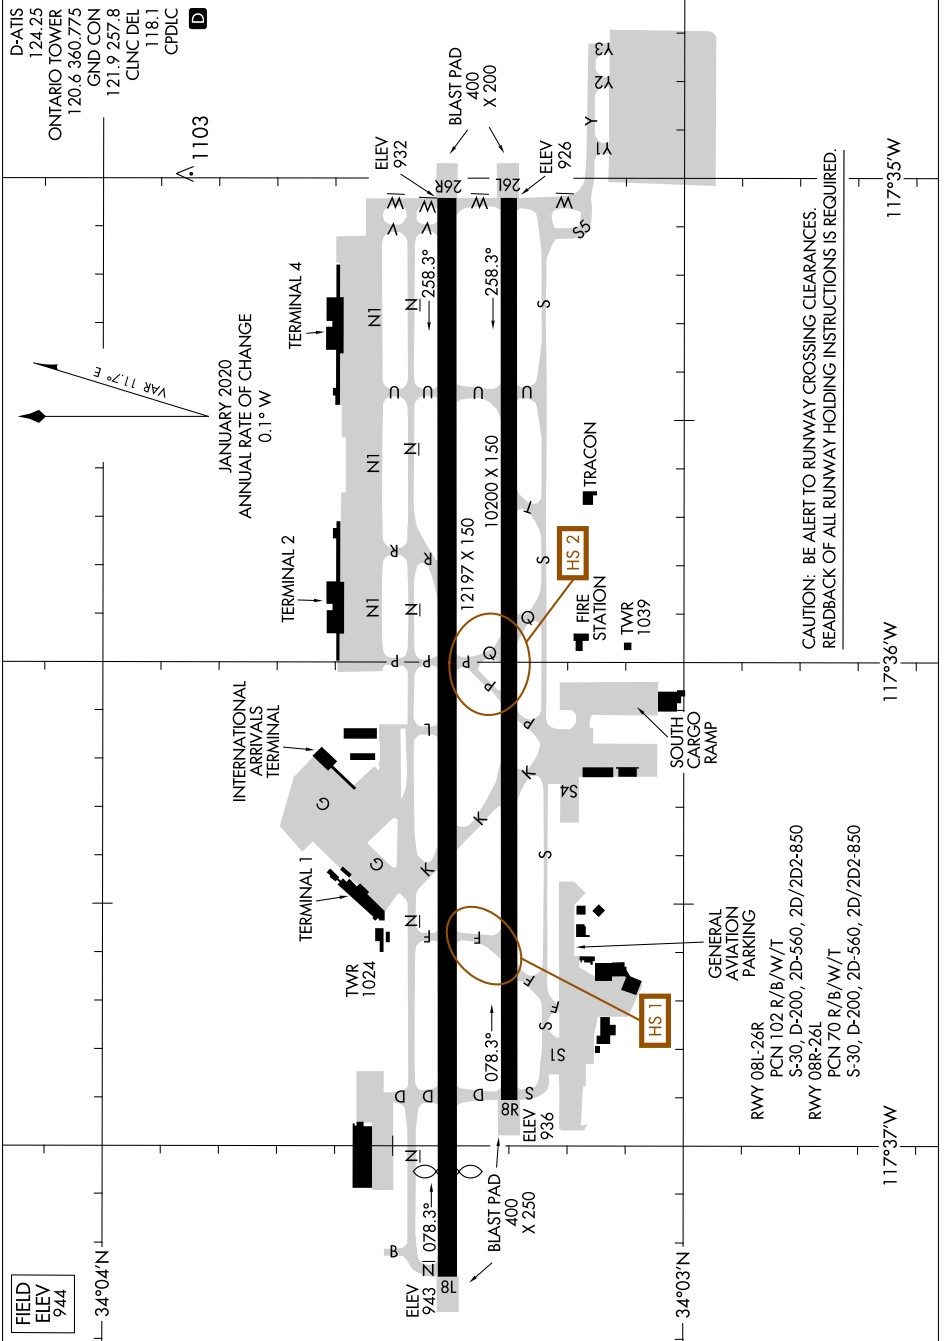 D-ATIS
124.25
ONTARIO TOWER
120.6 360.775
GND CON
121.9 257.8
CLNC DEL
118.1
CPDLC
D
1103
FIELD
ELEV
944
34°04'N
34°03'N
VAR 11.7° E
JANUARY 2020
ANNUAL RATE OF CHANGE
0.1° W
TERMINAL 4
TERMINAL 2
INTERNATIONAL
ARRIVALS
TERMINAL
TERMINAL 1
TWR
1024
G
G
B
D
D
D
N
N
N
N
N
N
N1
N1
N1
F
F
F
F
K
K
K
L
P
P
P
P
P
Q
Q
R
R
T
U
U
U
U
V
V
W
W
W
W
S
S
S
S
S
S1
S4
S5
Y
Y1
Y2
Y3
ELEV
943
8L
078.3°
12197 X 150
258.3°
26R
ELEV
932
ELEV
936
8R
078.3°
10200 X 150
258.3°
26L
ELEV
926
BLAST PAD
400
X 250
BLAST PAD
400
X 200
HS 1
HS 2
FIRE
STATION
TWR
1039
TRACON
SOUTH
CARGO
RAMP
GENERAL
AVIATION
PARKING
RWY 08L-26R
PCN 102 R/B/W/T
S-30, D-200, 2D-560, 2D/2D2-850
RWY 08R-26L
PCN 70 R/B/W/T
S-30, D-200, 2D-560, 2D/2D2-850
CAUTION: BE ALERT TO RUNWAY CROSSING CLEARANCES.
READBACK OF ALL RUNWAY HOLDING INSTRUCTIONS IS REQUIRED.
117°37'W
117°36'W
117°35'W